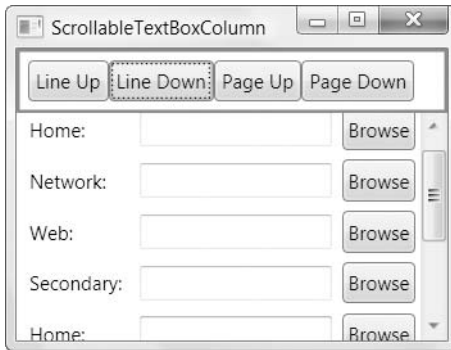 ScrollableTextBoxColumn
Line Up Line Down Page Up Page Down
Home: Browse
Network: Browse
Web: Browse
Secondary: Browse
Home: Browse